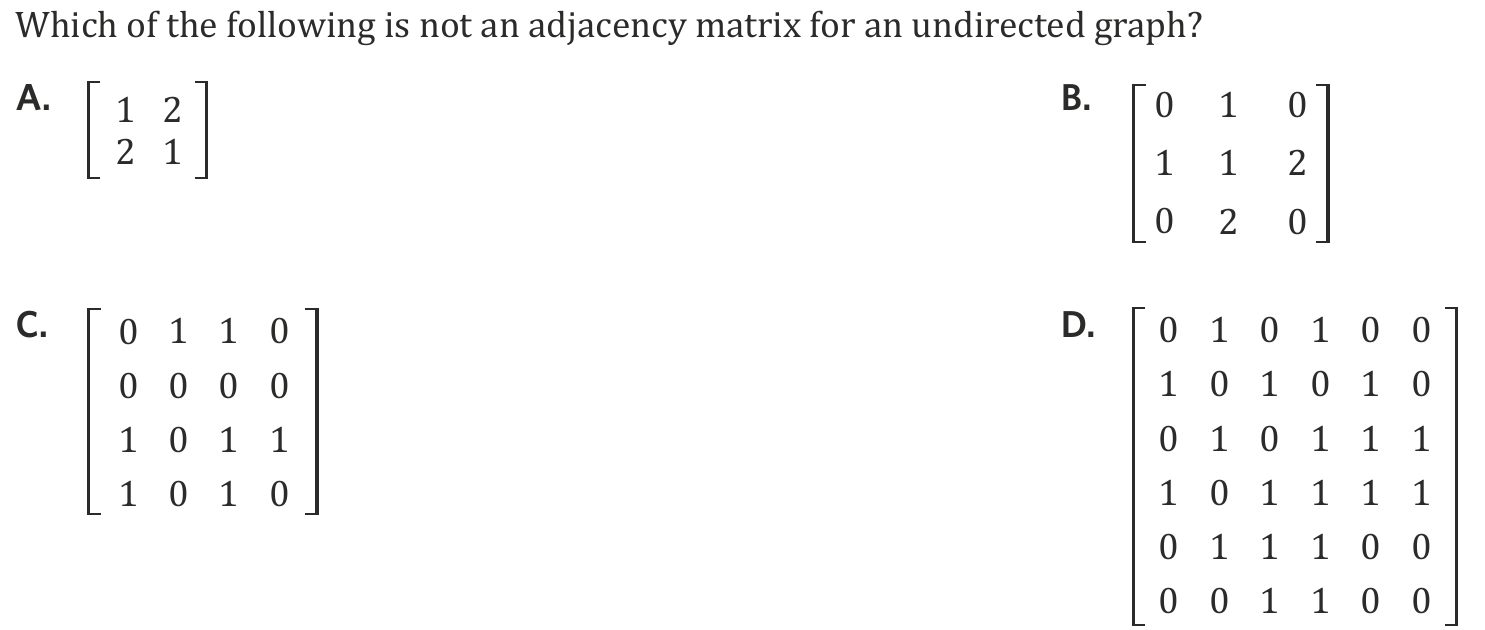 Which of the following is not an adjacency matrix for an undirected graph?
A.
1 2
2 1
B.
0 1 0
1 1 2
0 2 0
C.
0 1 1 0
0 0 0 0
1 0 1 1
1 0 1 0
D.
0 1 0 1 0 0
1 0 1 0 1 0
0 1 0 1 1 1
1 0 1 1 1 1
0 1 1 1 0 0
0 0 1 1 0 0